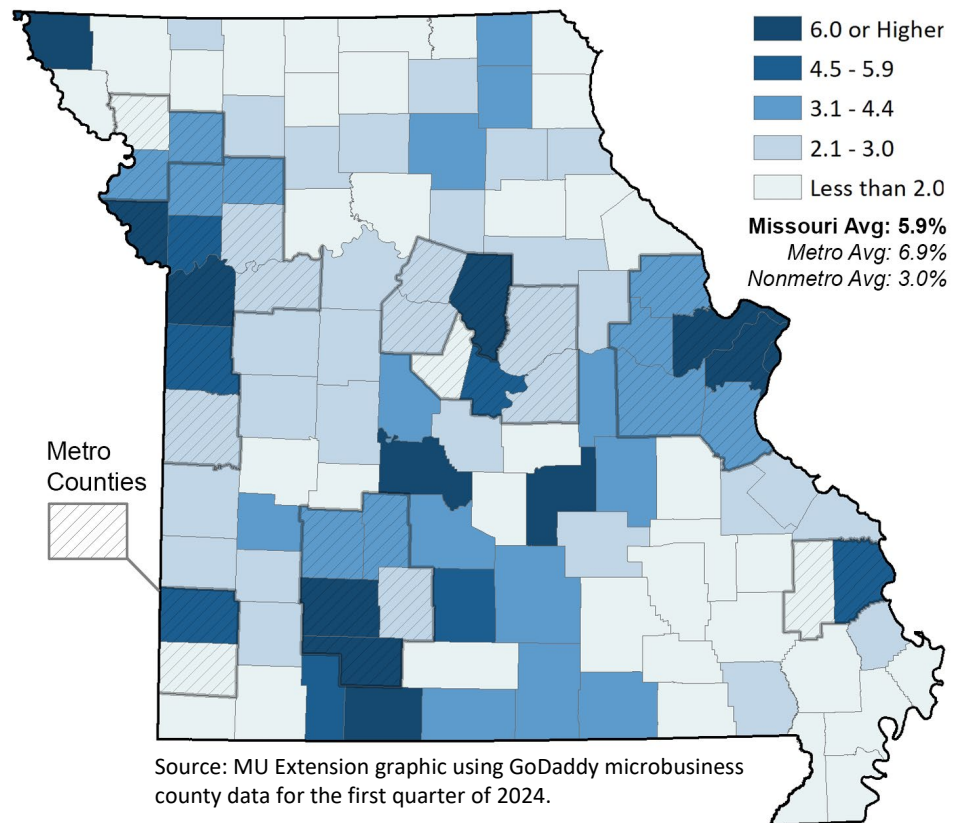 6.0 or Higher
4.5 - 5.9
3.1 - 4.4
2.1 - 3.0
Less than 2.0
Missouri Avg: 5.9%
Metro Avg: 6.9%
Nonmetro Avg: 3.0%
Metro
Counties
Source: MU Extension graphic using GoDaddy microbusiness
county data for the first quarter of 2024.